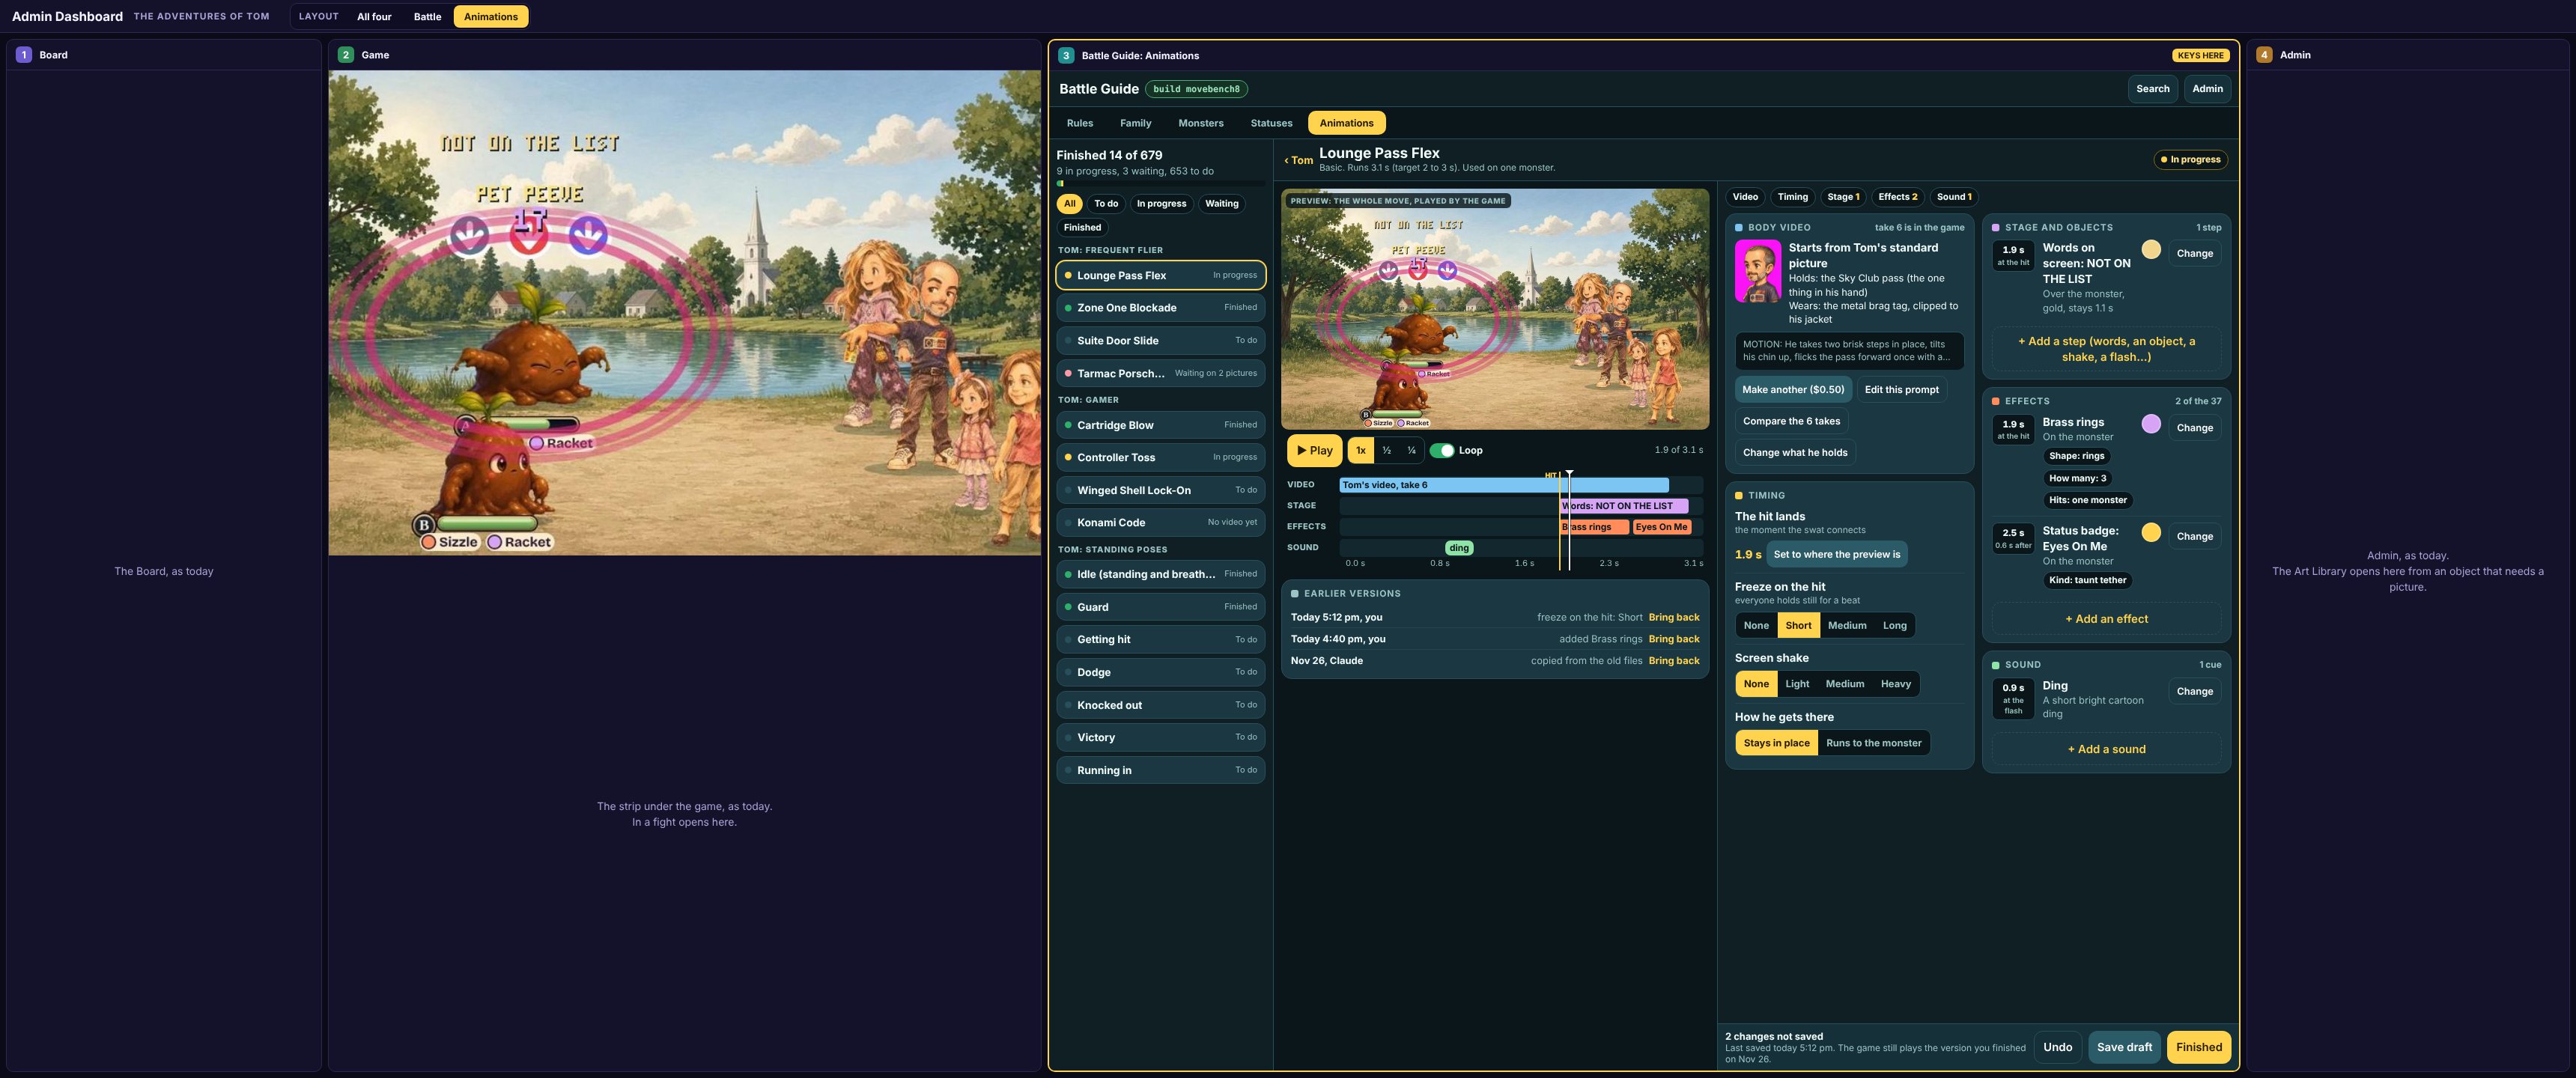 Admin Dashboard THE ADVENTURES OF TOM LAYOUT All four Battle Animations
1 Board
The Board, as today
2 Game
NOT ON THE LIST
PET PEEVE
17
A
Racket
B
Sizzle Racket
The strip under the game, as today.
In a fight opens here.
3 Battle Guide: Animations KEYS HERE
Battle Guide build movebench8 Search Admin
Rules Family Monsters Statuses Animations
Finished 14 of 679
9 in progress, 3 waiting, 653 to do
All To do In progress Waiting
Finished
TOM: FREQUENT FLIER
Lounge Pass Flex In progress
Zone One Blockade Finished
Suite Door Slide To do
Tarmac Porsch... Waiting on 2 pictures
TOM: GAMER
Cartridge Blow Finished
Controller Toss In progress
Winged Shell Lock-On To do
Konami Code No video yet
TOM: STANDING POSES
Idle (standing and breath... Finished
Guard Finished
Getting hit To do
Dodge To do
Knocked out To do
Victory To do
Running in To do
‹ Tom Lounge Pass Flex
Basic. Runs 3.1 s (target 2 to 3 s). Used on one monster.
In progress
PREVIEW: THE WHOLE MOVE, PLAYED BY THE GAME
NOT ON THE LIST
PET PEEVE
17
Racket
B
Sizzle Racket
Play 1x ½ ¼ Loop 1.9 of 3.1 s
HIT
VIDEO Tom's video, take 6
STAGE Words: NOT ON THE LIST
EFFECTS Brass rings Eyes On Me
SOUND ding
0.0 s 0.8 s 1.6 s 2.3 s 3.1 s
EARLIER VERSIONS
Today 5:12 pm, you freeze on the hit: Short Bring back
Today 4:40 pm, you added Brass rings Bring back
Nov 26, Claude copied from the old files Bring back
Video Timing Stage 1 Effects 2 Sound 1
BODY VIDEO take 6 is in the game
Starts from Tom's standard
picture
Holds: the Sky Club pass (the one
thing in his hand)
Wears: the metal brag tag, clipped to
his jacket
MOTION: He takes two brisk steps in place, tilts
his chin up, flicks the pass forward once with a...
Make another ($0.50) Edit this prompt
Compare the 6 takes
Change what he holds
TIMING
The hit lands
the moment the swat connects
1.9 s Set to where the preview is
Freeze on the hit
everyone holds still for a beat
None Short Medium Long
Screen shake
None Light Medium Heavy
How he gets there
Stays in place Runs to the monster
STAGE AND OBJECTS 1 step
1.9 s
at the hit
Words on
screen: NOT ON
THE LIST
Over the monster,
gold, stays 1.1 s
Change
+ Add a step (words, an object, a
shake, a flash...)
EFFECTS 2 of the 37
1.9 s
at the hit
Brass rings
On the monster
Shape: rings
How many: 3
Hits: one monster
Change
2.5 s
0.6 s after
Status badge:
Eyes On Me
On the monster
Kind: taunt tether
Change
+ Add an effect
SOUND 1 cue
0.9 s
at the
flash
Ding
A short bright cartoon
ding
Change
+ Add a sound
2 changes not saved
Last saved today 5:12 pm. The game still plays the version you finished
on Nov 26.
Undo Save draft Finished
4 Admin
Admin, as today.
The Art Library opens here from an object that needs a
picture.